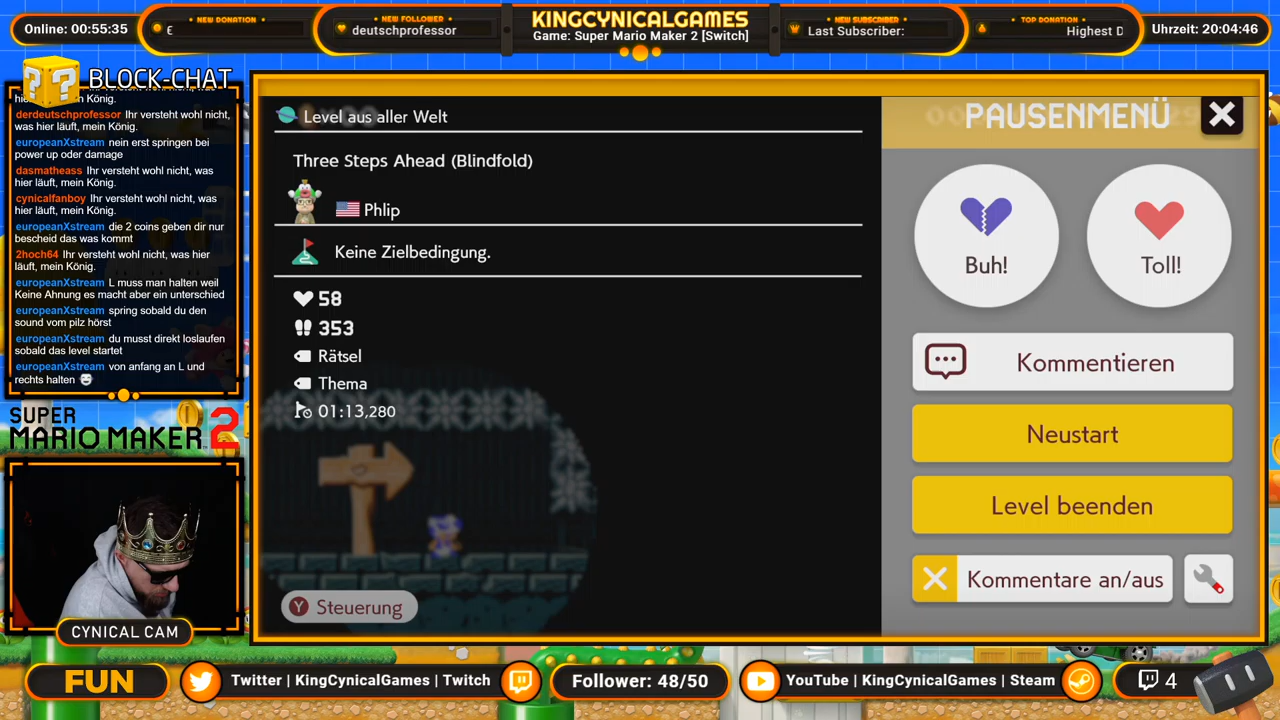 Online: 00:55:35
NEW DONATION
€
NEW FOLLOWER
deutschprofessor
KINGCYNICALGAMES
Game: Super Mario Maker 2 [Switch]
NEW SUBSCRIBER
Last Subscriber:
TOP DONATION
Highest D
Uhrzeit: 20:04:46
BLOCK-CHAT
hier läuft, mein König.
derdeutschprofessor Ihr versteht wohl nicht,
was hier läuft, mein König.
europeanXstream nein erst springen bei
power up oder damage
dasmatheass Ihr versteht wohl nicht, was
hier läuft, mein König.
cynicalfanboy Ihr versteht wohl nicht, was
hier läuft, mein König.
europeanXstream die 2 coins geben dir nur
bescheid das was kommt
2hoch64 Ihr versteht wohl nicht, was hier
läuft, mein König.
europeanXstream L muss man halten weil
Keine Ahnung es macht aber ein unterschied
europeanXstream spring sobald du den
sound vom pilz hörst
europeanXstream du musst direkt loslaufen
sobald das level startet
europeanXstream von anfang an L und
rechts halten
SUPER
MARIO MAKER 2
CYNICAL CAM
Level aus aller Welt
Three Steps Ahead (Blindfold)
Phlip
Keine Zielbedingung.
58
353
Rätsel
Thema
01:13,280
Y Steuerung
PAUSENMENÜ
Buh!
Toll!
Kommentieren
Neustart
Level beenden
Kommentare an/aus
FUN
Twitter | KingCynicalGames | Twitch
Follower: 48/50
YouTube | KingCynicalGames | Steam
4